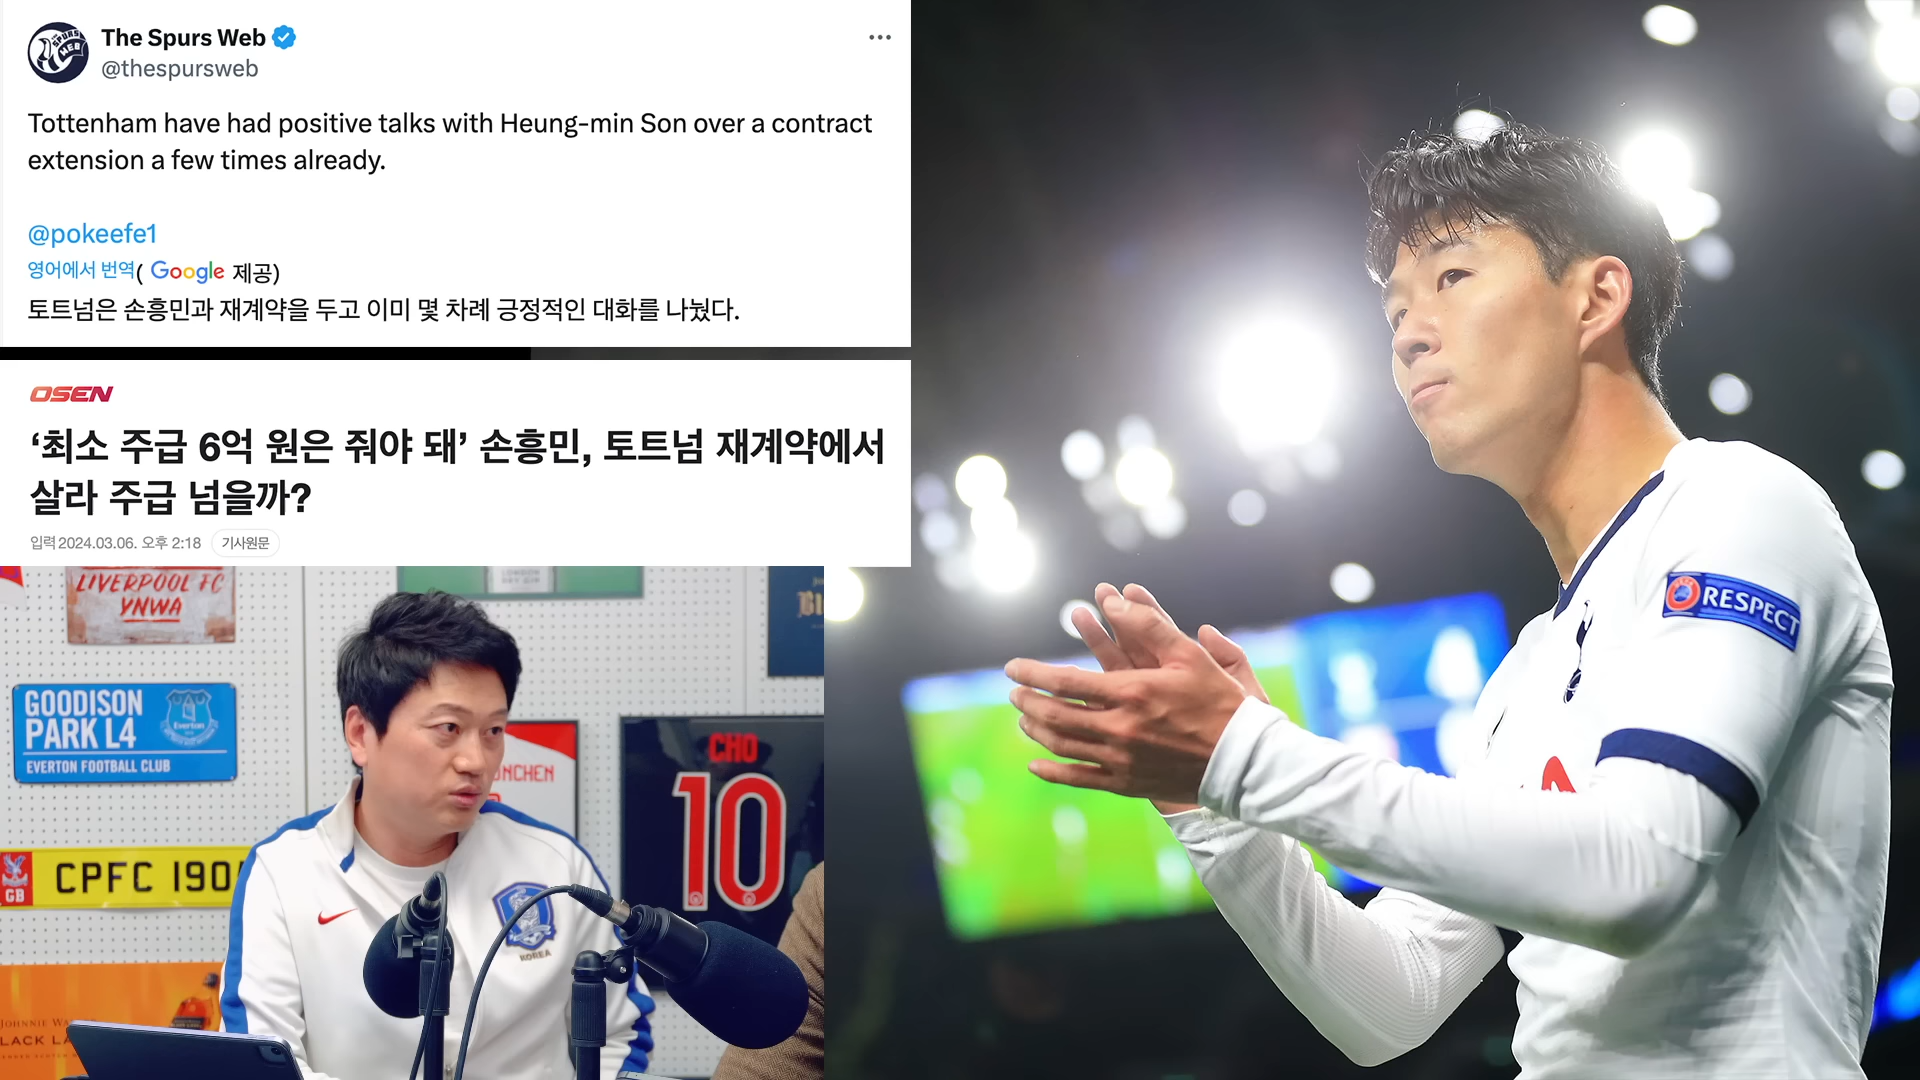 The Spurs Web
@thespursweb
Tottenham have had positive talks with Heung-min Son over a contract
extension a few times already.
@pokeefe1
영어에서 번역( Google 제공)
토트넘은 손흥민과 재계약을 두고 이미 몇 차례 긍정적인 대화를 나눴다.
OSEN
‘최소 주급 6억 원은 줘야 돼’ 손흥민, 토트넘 재계약에서
살라 주급 넘을까?
입력 2024.03.06. 오후 2:18 기사원문
LIVERPOOL FC
YNWA
GOODISON
PARK L4
Everton
EVERTON FOOTBALL CLUB
GB
CPFC 190
CHO
10
KOREA
JOHNNIE WA
LACK LA
RESPECT